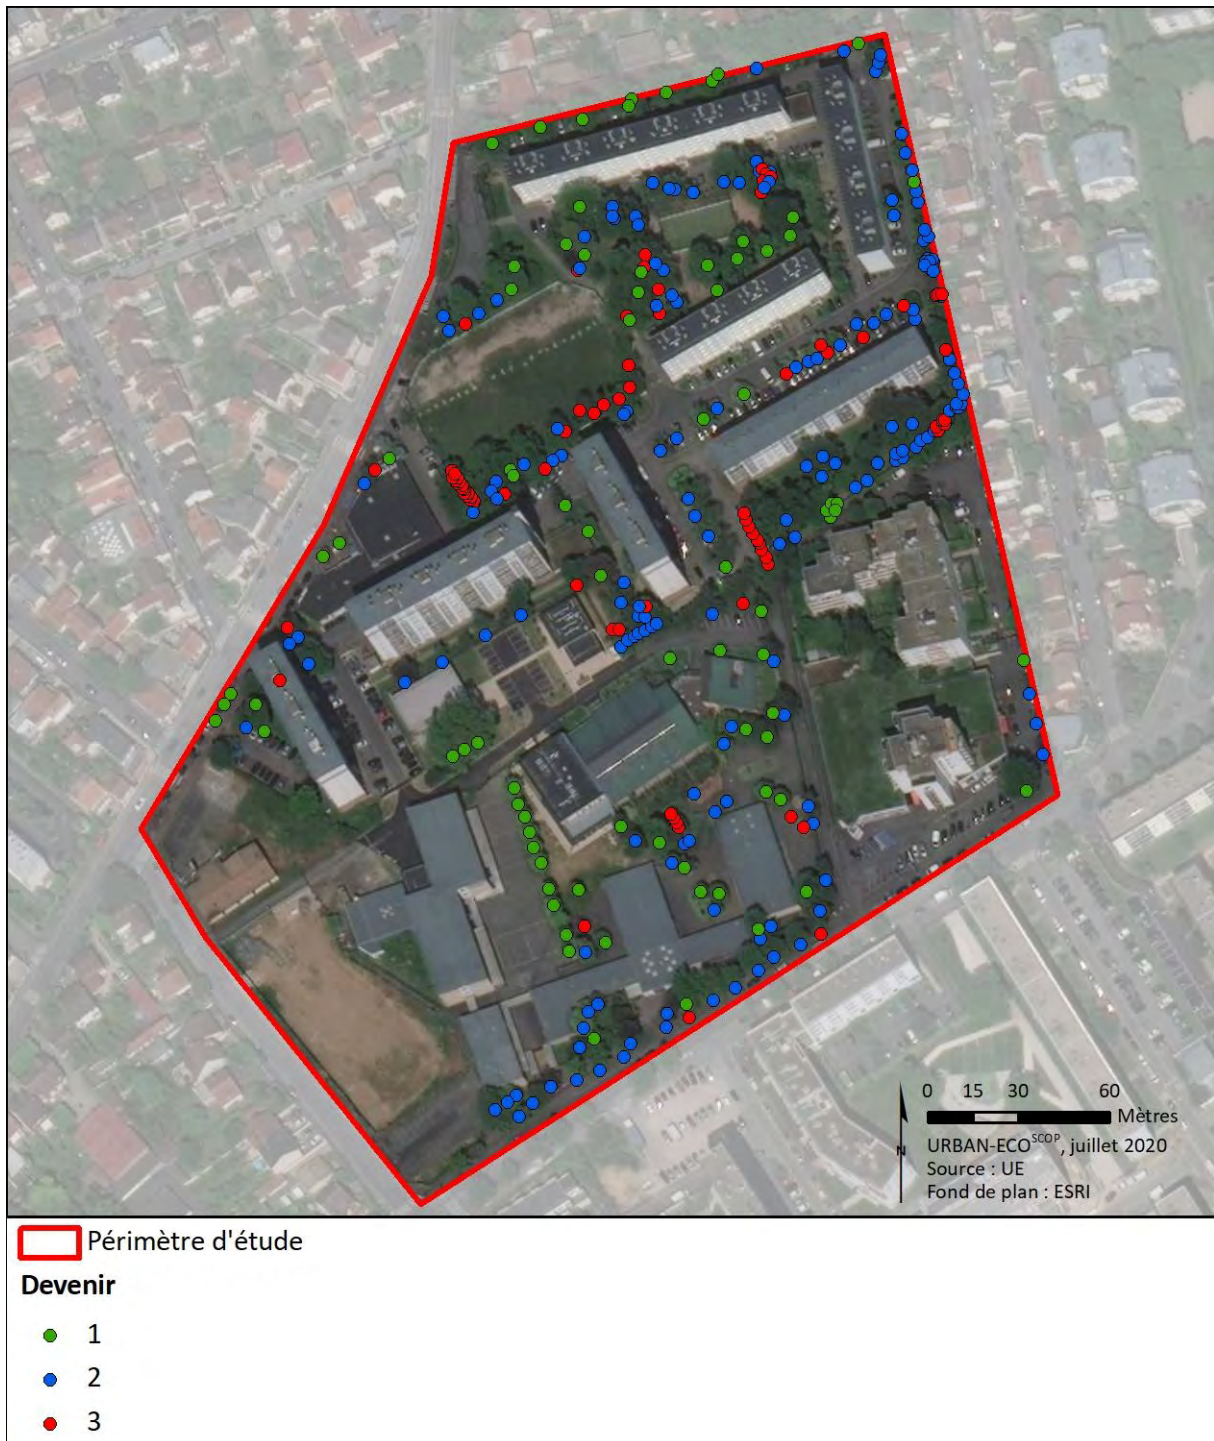 0 15 30 60
Mètres
N
URBAN-ECO SCOP, juillet 2020
Source : UE
Fond de plan : ESRI
Périmètre d'étude
Devenir
1
2
3